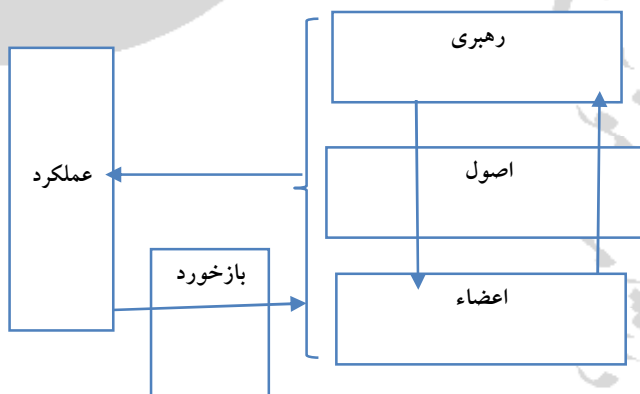 رهبری
اصول
عملکرد
بازخورد
اعضاء